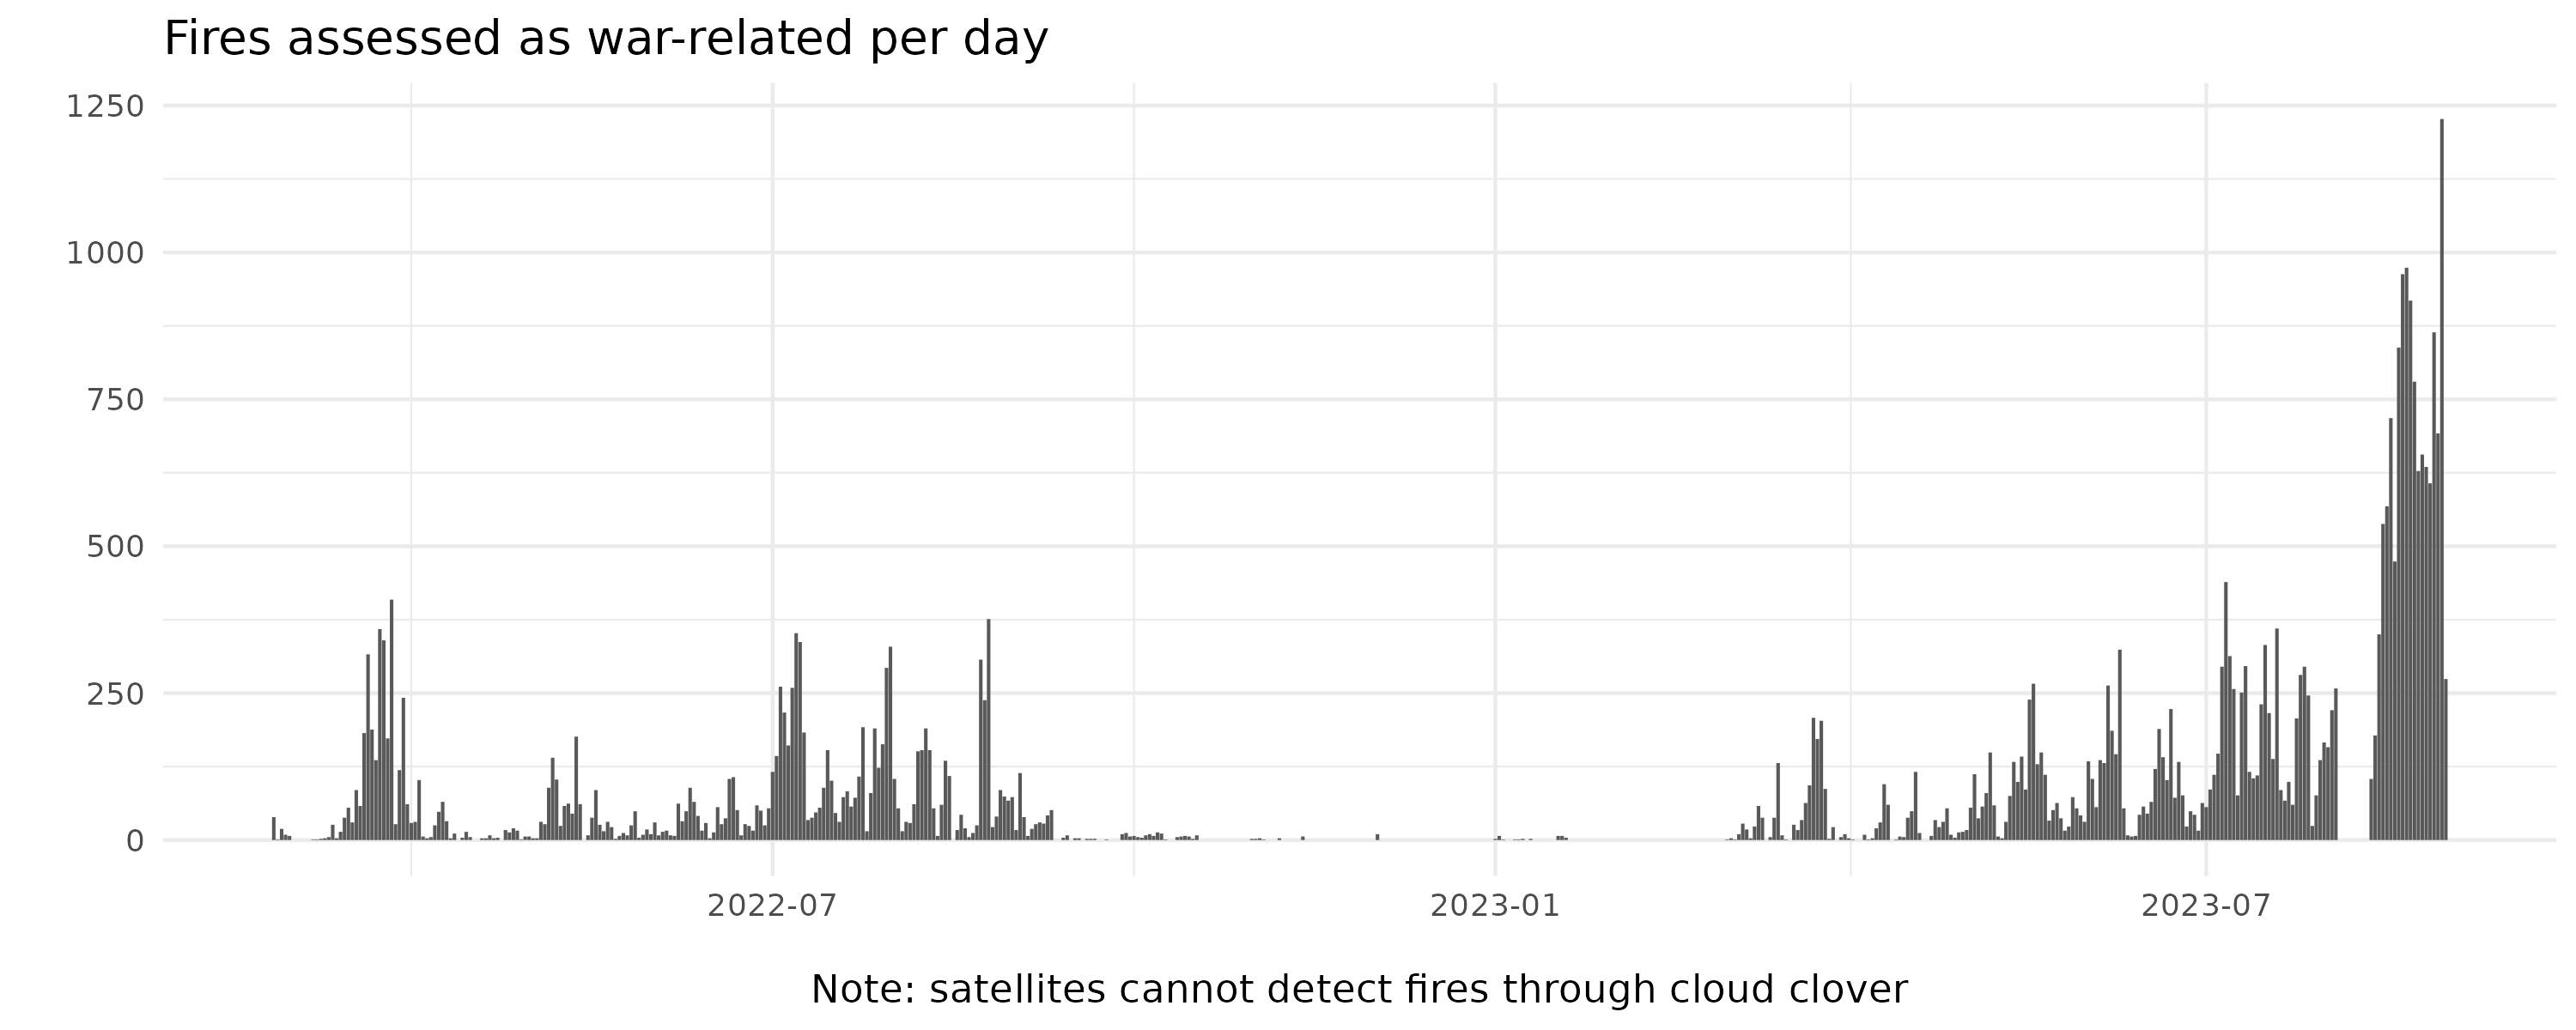 Fires assessed as war-related per day
1250
1000
750
500
250
0
2022-07 2023-01 2023-07
Note: satellites cannot detect fires through cloud clover